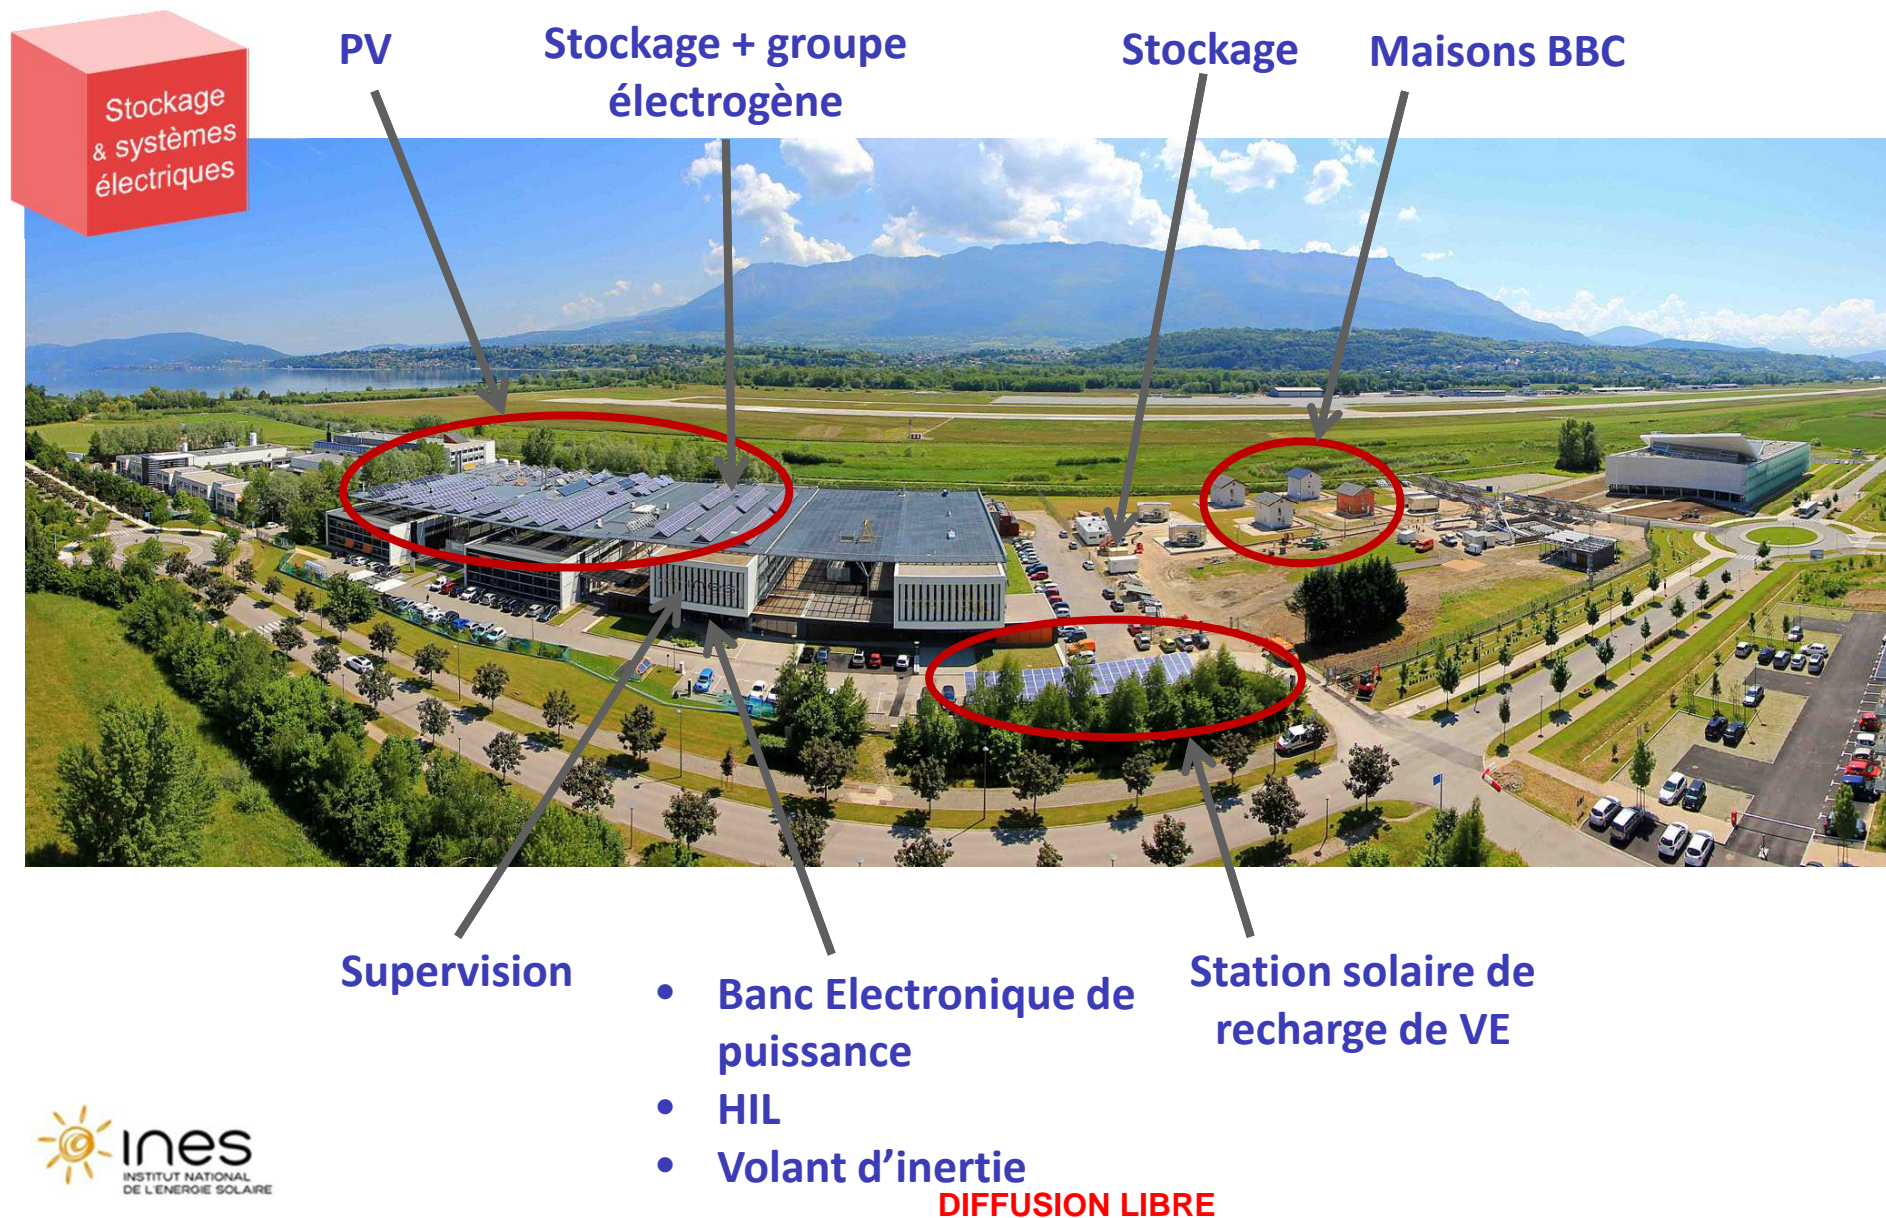 Stockage
& systèmes
électriques
PV
Stockage + groupe
électrogène
Stockage
Maisons BBC
ines
Supervision
• Banc Electronique de
puissance
• HIL
• Volant d’inertie
Station solaire de
recharge de VE
ines
INSTITUT NATIONAL
DE L'ENERGIE SOLAIRE
DIFFUSION LIBRE